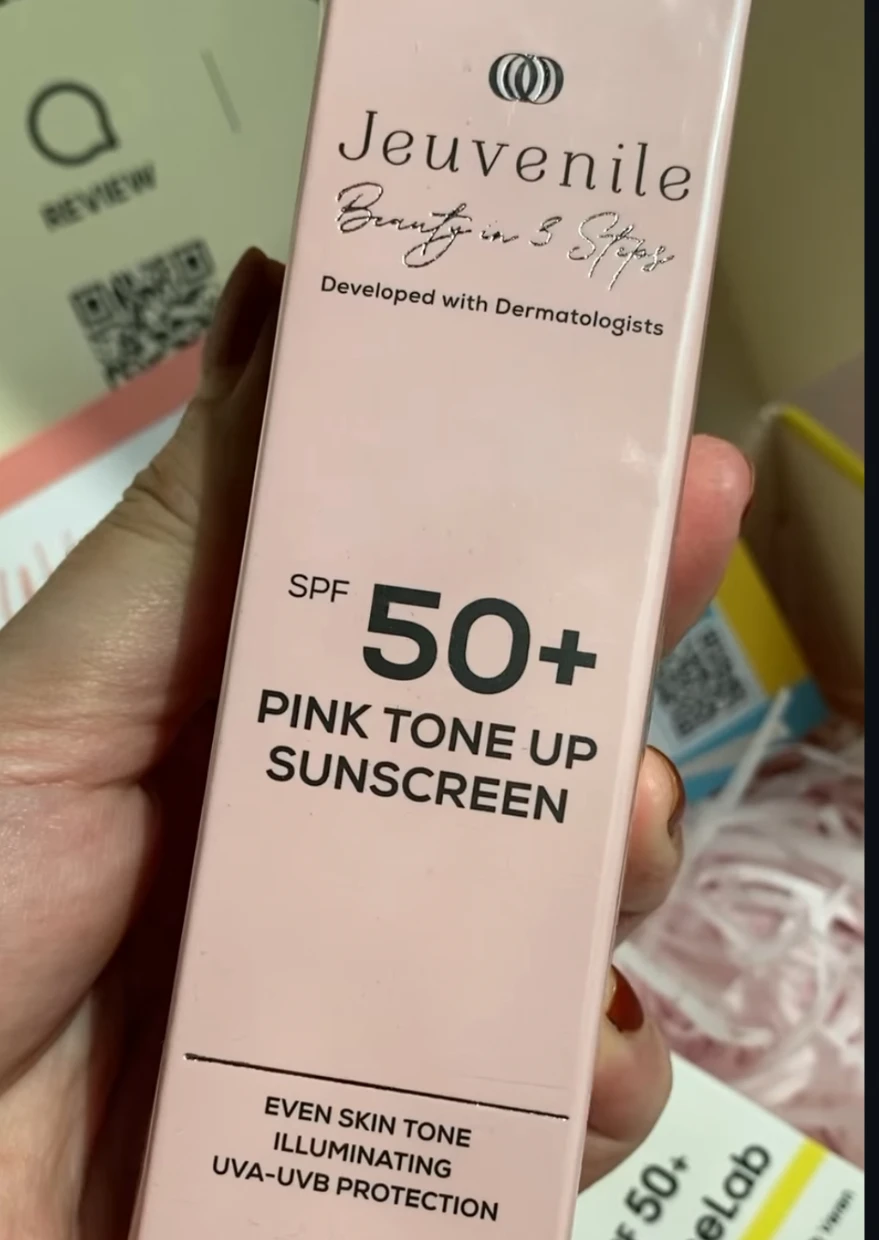 REVIEW
Jeuvenile
Beauty in 3 Steps
Developed with Dermatologists
SPF 50+
PINK TONE UP
SUNSCREEN
EVEN SKIN TONE
ILLUMINATING
UVA-UVB PROTECTION
50+
eLab